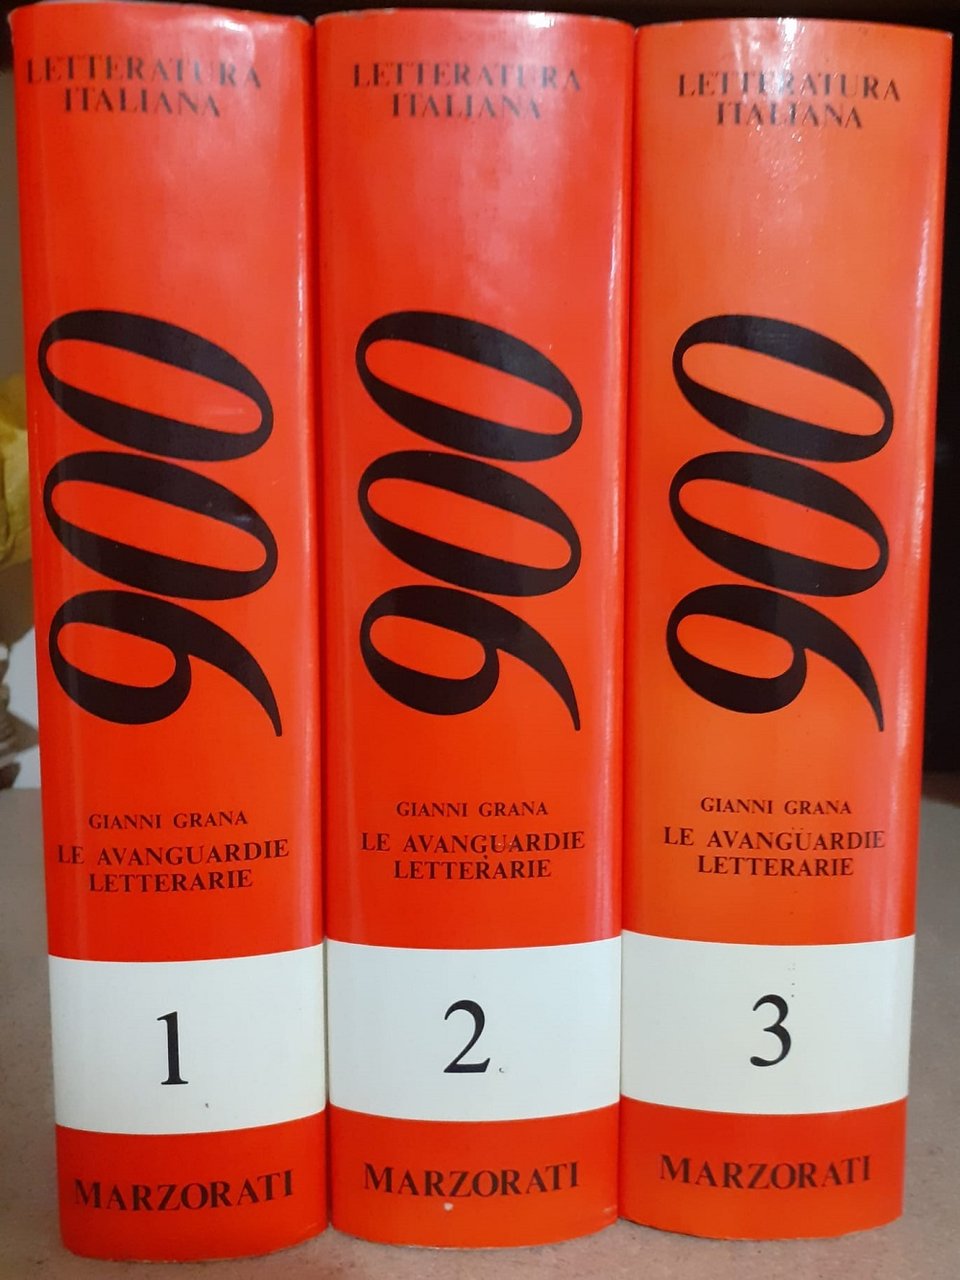 LETTERATURA
ITALIANA
900
GIANNI GRANA
LE AVANGUARDIE
LETTERARIE
1
MARZORATI
LETTERATURA
ITALIANA
900
GIANNI GRANA
LE AVANGUARDIE
LETTERARIE
2
MARZORATI
LETTERATURA
ITALIANA
900
GIANNI GRANA
LE AVANGUARDIE
LETTERARIE
3
MARZORATI